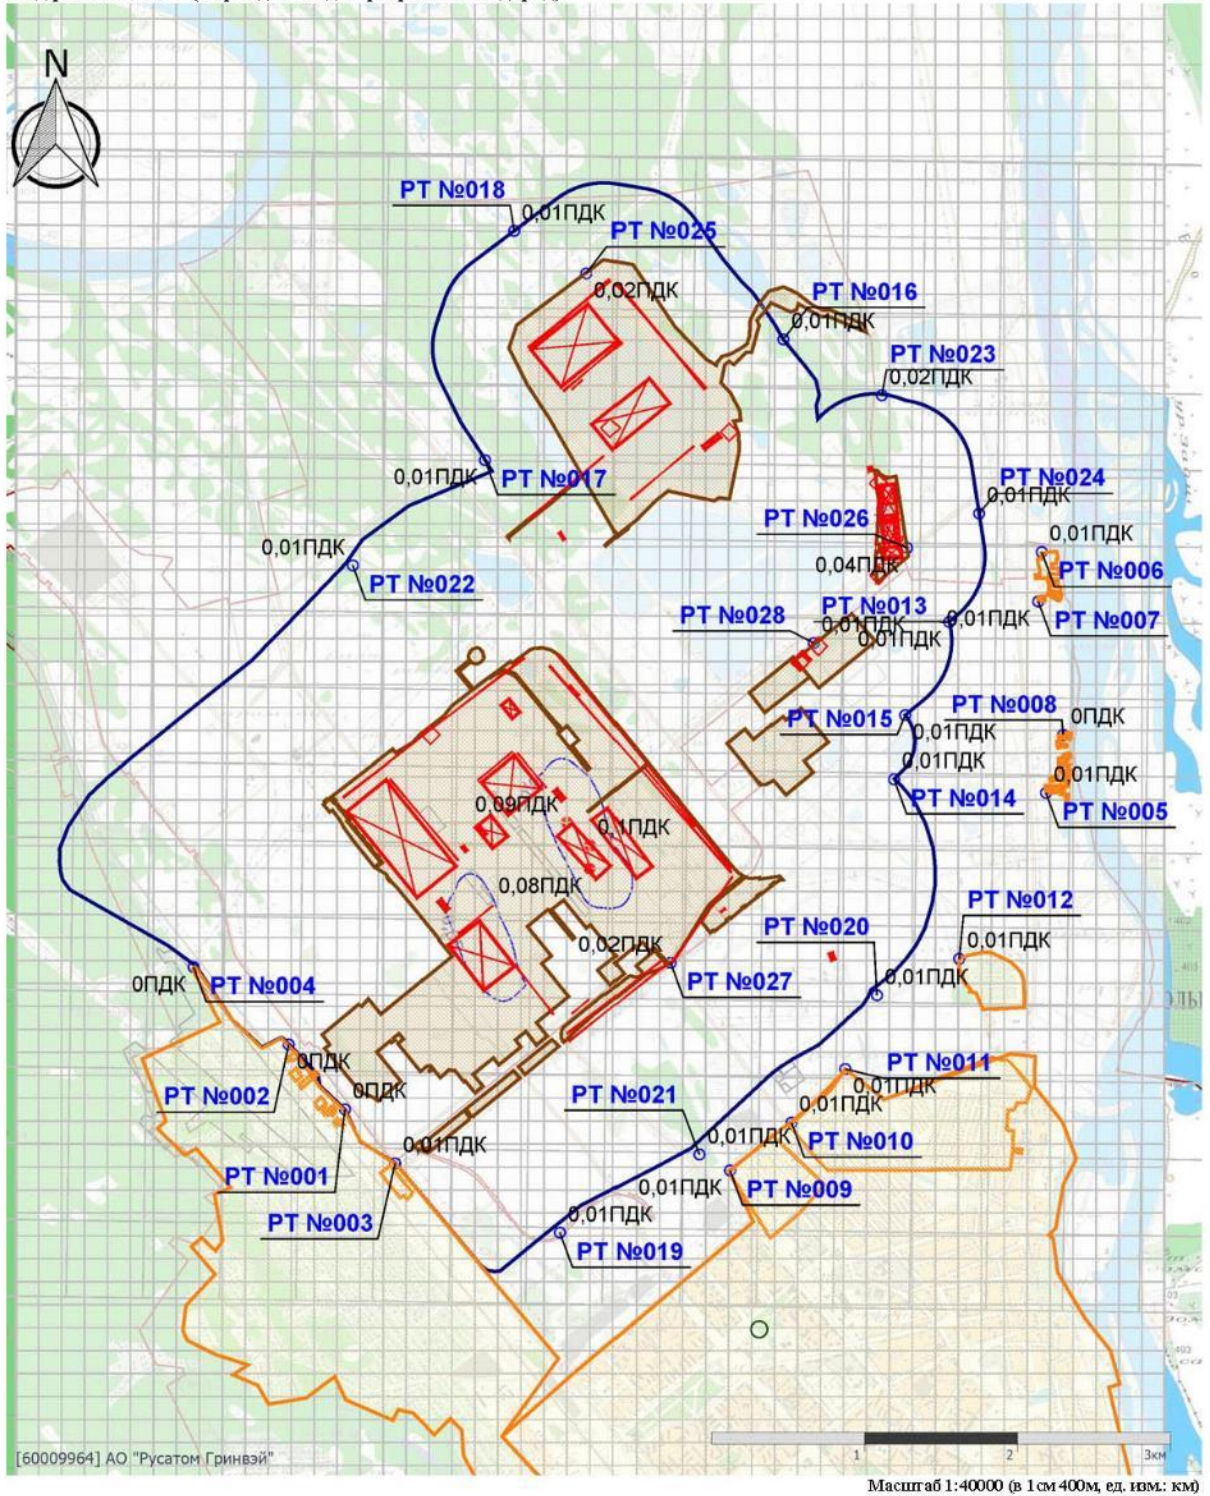 N
РТ №018
0,01ПДК
РТ №025
0,02ПДК
РТ №016
0,01ПДК
РТ №023
0,02ПДК
0,01ПДК
РТ №017
РТ №024
0,01ПДК
РТ №026
0,04ПДК
0,01ПДК
РТ №022
0,01ПДК
РТ №006
РТ №007
РТ №028
РТ №013
0,01ПДК
0,01ПДК
0,01ПДК
РТ №015
0,01ПДК
РТ №008
0ПДК
0,01ПДК
РТ №014
0,01ПДК
РТ №005
0,09ПДК
0,1ПДК
0,08ПДК
0,02ПДК
РТ №027
РТ №020
0,01ПДК
РТ №012
0,01ПДК
0ПДК
РТ №004
0ПДК
РТ №002
0ПДК
РТ №001
0,01ПДК
РТ №003
РТ №011
0,01ПДК
0,01ПДК
РТ №010
РТ №021
0,01ПДК
0,01ПДК
РТ №009
0,01ПДК
РТ №019
[60009964] АО "Русатом Гринвэй"
1
2
3км
Масштаб 1:40000 (в 1см 400м, ед. изм.: км)